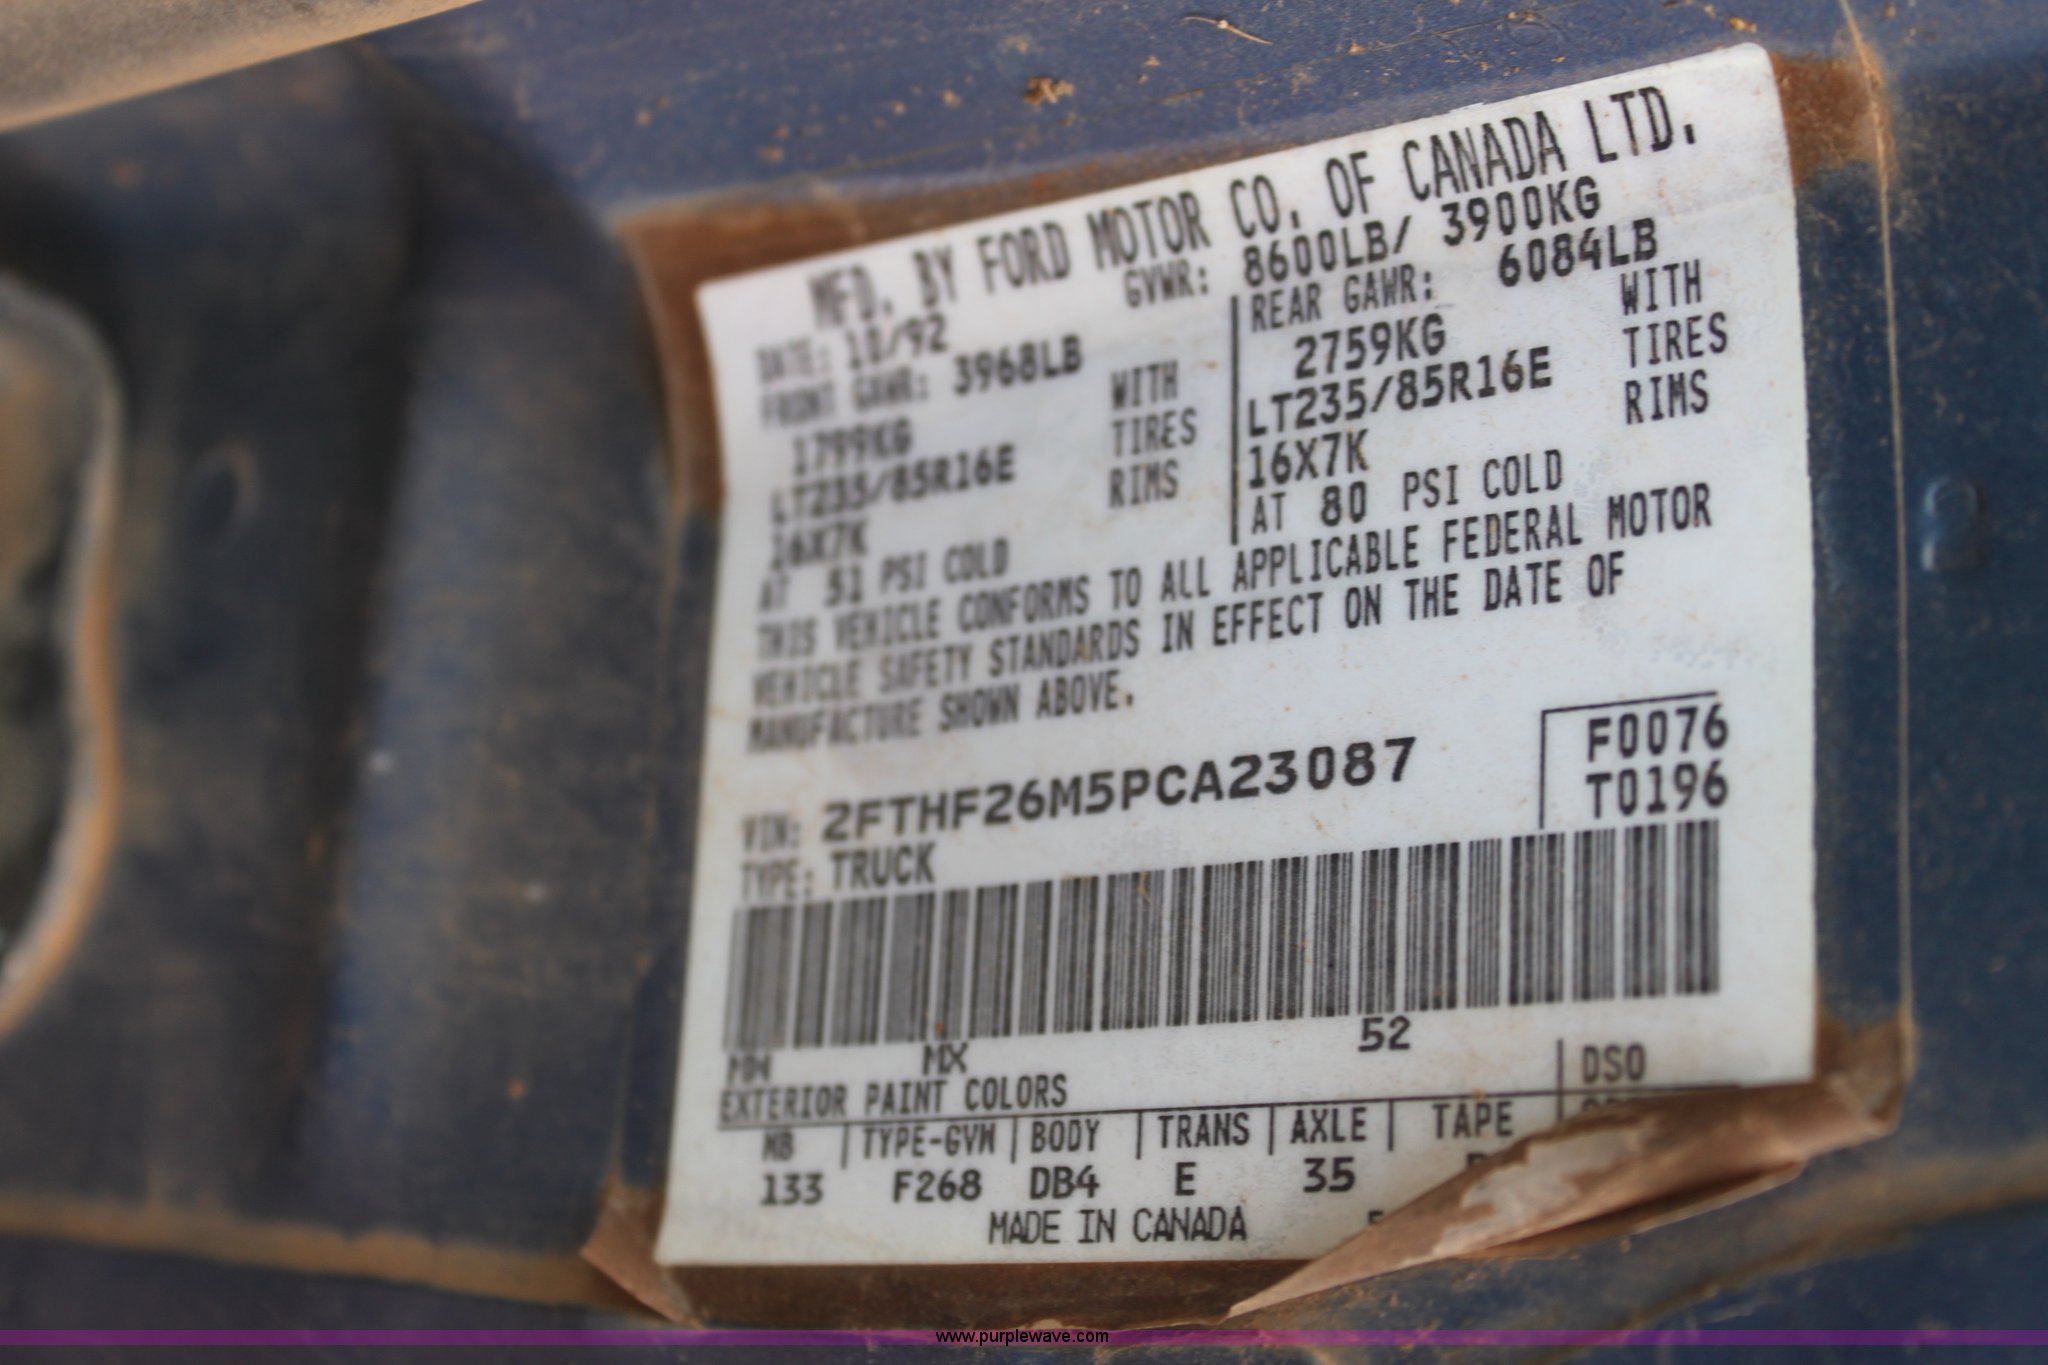 MFD. BY FORD MOTOR CO. OF CANADA LTD.
DATE: 10/92
GVWR: 8600LB/ 3900KG
FRONT GAWR: 3968LB
1799KG WITH
LT235/85R16E TIRES
16X7K RIMS
AT 51 PSI COLD
REAR GAWR: 6084LB
2759KG WITH
LT235/85R16E TIRES
16X7K RIMS
AT 80 PSI COLD
THIS VEHICLE CONFORMS TO ALL APPLICABLE FEDERAL MOTOR
VEHICLE SAFETY STANDARDS IN EFFECT ON THE DATE OF
MANUFACTURE SHOWN ABOVE.
VIN: 2FTHF26M5PCA23087
TYPE: TRUCK
F0076
T0196
MX 52
EXTERIOR PAINT COLORS DSO
WB | TYPE-GVW | BODY | TRANS | AXLE | TAPE
133 F268 DB4 E 35
MADE IN CANADA
www.purplewave.com